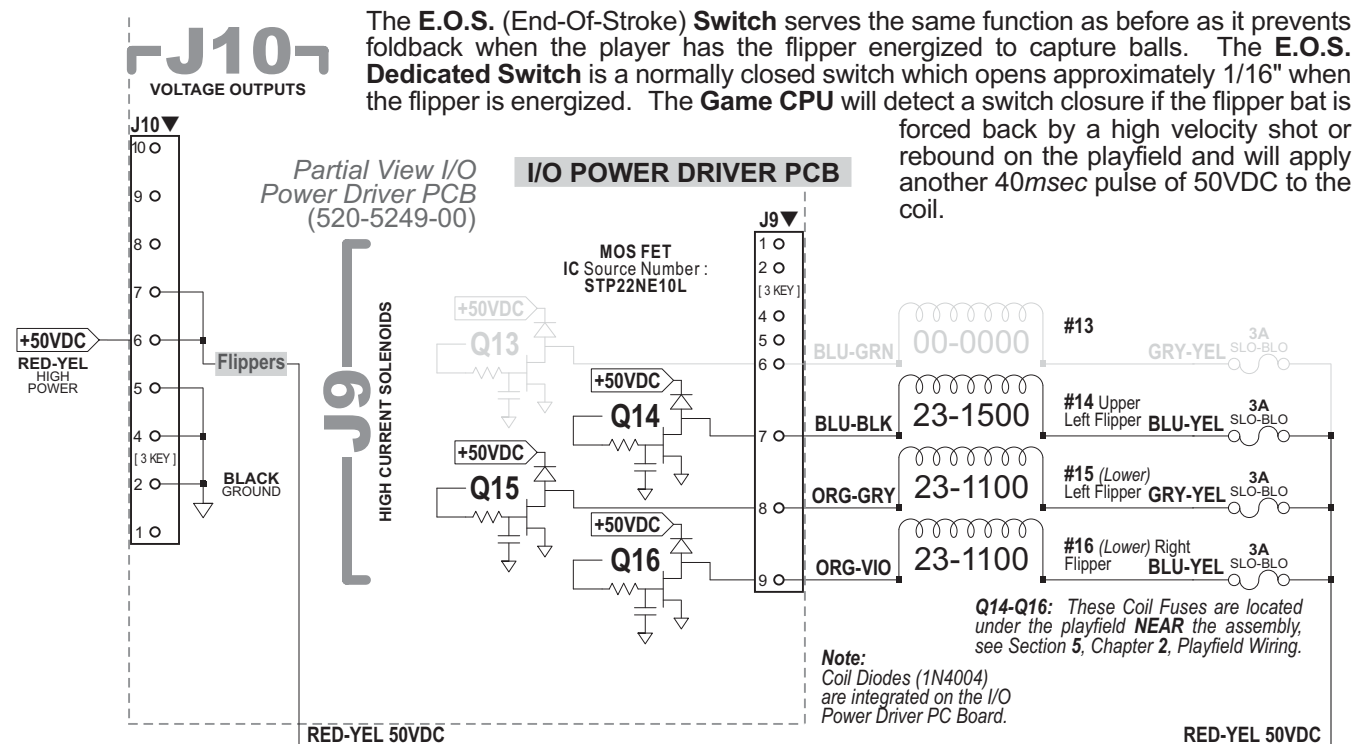 The E.O.S. (End-Of-Stroke) Switch serves the same function as before as it prevents
foldback when the player has the flipper energized to capture balls. The E.O.S.
Dedicated Switch is a normally closed switch which opens approximately 1/16" when
the flipper is energized. The Game CPU will detect a switch closure if the flipper bat is
forced back by a high velocity shot or
rebound on the playfield and will apply
another 40msec pulse of 50VDC to the
coil.
J10
VOLTAGE OUTPUTS
J10▼
10
9
8
7
6
5
4
[ 3 KEY ]
2
1
+50VDC
RED-YEL
HIGH
POWER
Flippers
BLACK
GROUND
Partial View I/O
Power Driver PCB
(520-5249-00)
I/O POWER DRIVER PCB
J9
HIGH CURRENT SOLENOIDS
MOS FET
IC Source Number :
STP22NE10L
J9▼
1
2
[ 3 KEY ]
4
5
6
7
8
9
+50VDC
Q13
+50VDC
Q14
+50VDC
Q15
+50VDC
Q16
BLU-GRN
00-0000
#13
GRY-YEL
3A
SLO-BLO
BLU-BLK
23-1500
#14 Upper
Left Flipper
BLU-YEL
3A
SLO-BLO
ORG-GRY
23-1100
#15 (Lower)
Left Flipper
GRY-YEL
3A
SLO-BLO
ORG-VIO
23-1100
#16 (Lower) Right
Flipper
BLU-YEL
3A
SLO-BLO
Q14-Q16: These Coil Fuses are located
under the playfield NEAR the assembly,
see Section 5, Chapter 2, Playfield Wiring.
Note:
Coil Diodes (1N4004)
are integrated on the I/O
Power Driver PC Board.
RED-YEL 50VDC
RED-YEL 50VDC